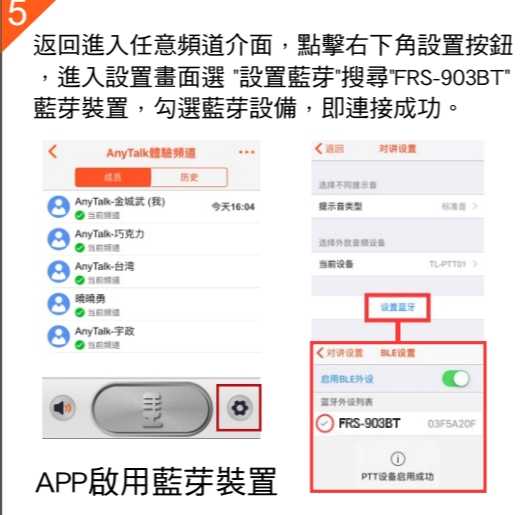 5
返回進入任意頻道介面，點擊右下角設置按鈕
，進入設置畫面選 "設置藍芽"搜尋"FRS-903BT"
藍芽裝置，勾選藍芽設備，即連接成功。
AnyTalk體驗頻道
成员
历史
AnyTalk-金城武 (我)
今天16:04
当前频道
AnyTalk-巧克力
当前频道
AnyTalk-台湾
当前频道
曉曉勇
当前频道
AnyTalk-宇政
当前频道
APP啟用藍芽裝置
返回
对讲设置
选择不同提示音
提示音类型
标准音
选择外放音频设备
当前设备
TL-PTT01
设置蓝牙
对讲设置
BLE设置
启用BLE外设
蓝牙外设列表
FRS-903BT
03F5A20F
PTT设备启用成功